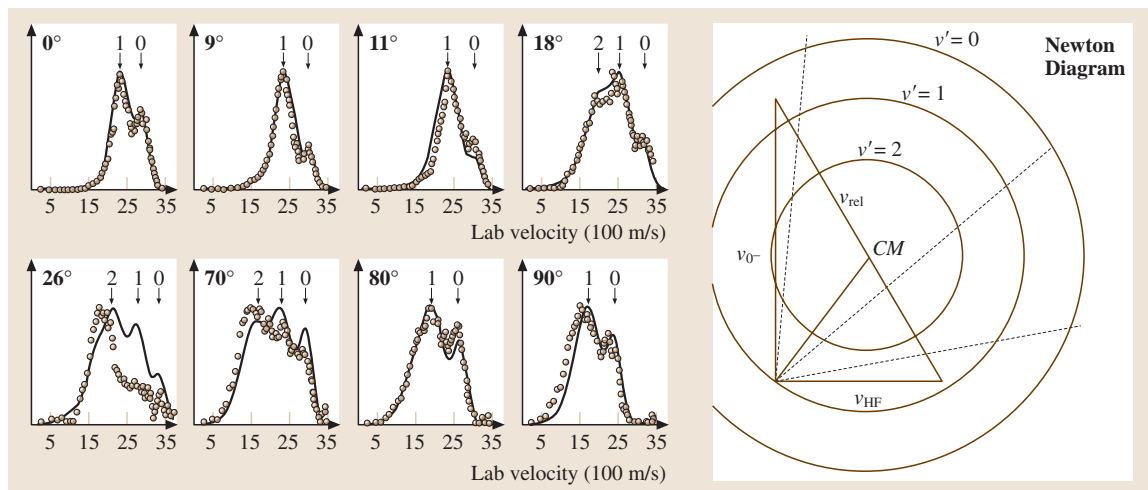 0° 1 0
9° 1 0
11° 1 0
18° 2 1 0
5 15 25 35
5 15 25 35
5 15 25 35
5 15 25 35
Lab velocity (100 m/s)
26° 2 1 0
70° 2 1 0
80° 1 0
90° 1 0
5 15 25 35
5 15 25 35
5 15 25 35
5 15 25 35
Lab velocity (100 m/s)
Newton
Diagram
v′= 0
v′= 1
v′= 2
v_rel
v_0−
CM
v_HF